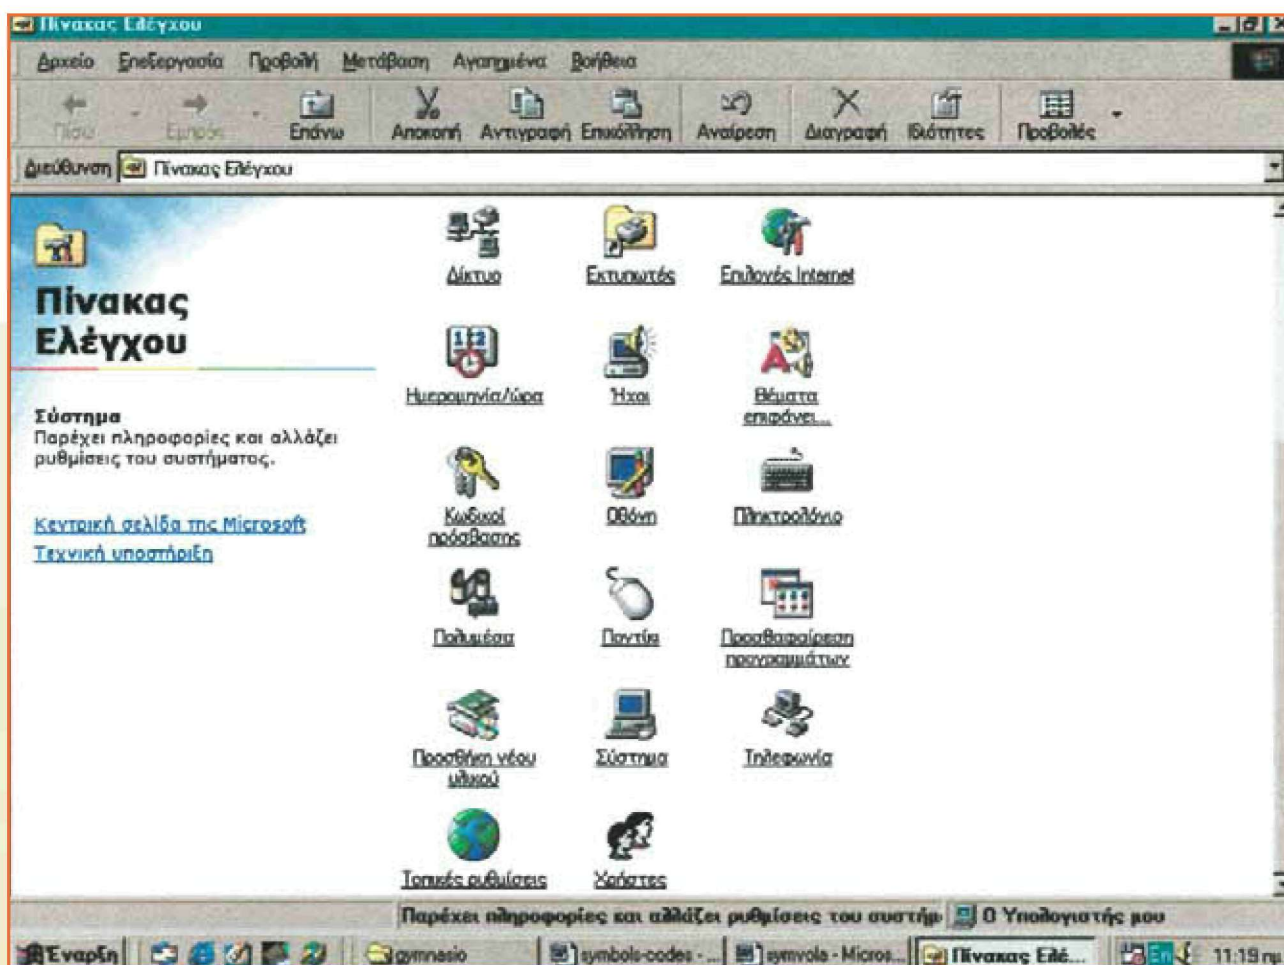 Πίνακας Ελέγχου
Αρχείο Επεξεργασία Προβολή Μετάβαση Αγαπημένα Βοήθεια
Πίσω Εμπρός Επάνω Αποκοπή Αντιγραφή Επικόλληση Αναίρεση Διαγραφή Ιδιότητες Προβολές
Διεύθυνση Πίνακας Ελέγχου
Πίνακας
Ελέγχου
Σύστημα
Παρέχει πληροφορίες και αλλάζει
ρυθμίσεις του συστήματος.
Κεντρική σελίδα της Microsoft
Τεχνική υποστήριξη
Δίκτυο Εκτυπωτές Επιλογές Internet
Ημερομηνία/ώρα Ήχοι Θέματα
επιφάνει...
Κωδικοί
πρόσβασης Οθόνη Πληκτρολόγιο
Πολυμέσα Ποντίκι Προσθαφαίρεση
προγραμμάτων
Προσθήκη νέου
υλικού Σύστημα Τηλεφωνία
Τοπικές ρυθμίσεις Χρήστες
Παρέχει πληροφορίες και αλλάζει ρυθμίσεις του συστήμ Ο Υπολογιστής μου
Έναρξη gymnasio symbols-codes - ... symvola - Micros... Πίνακας Ελέ... En 11:19 πμ